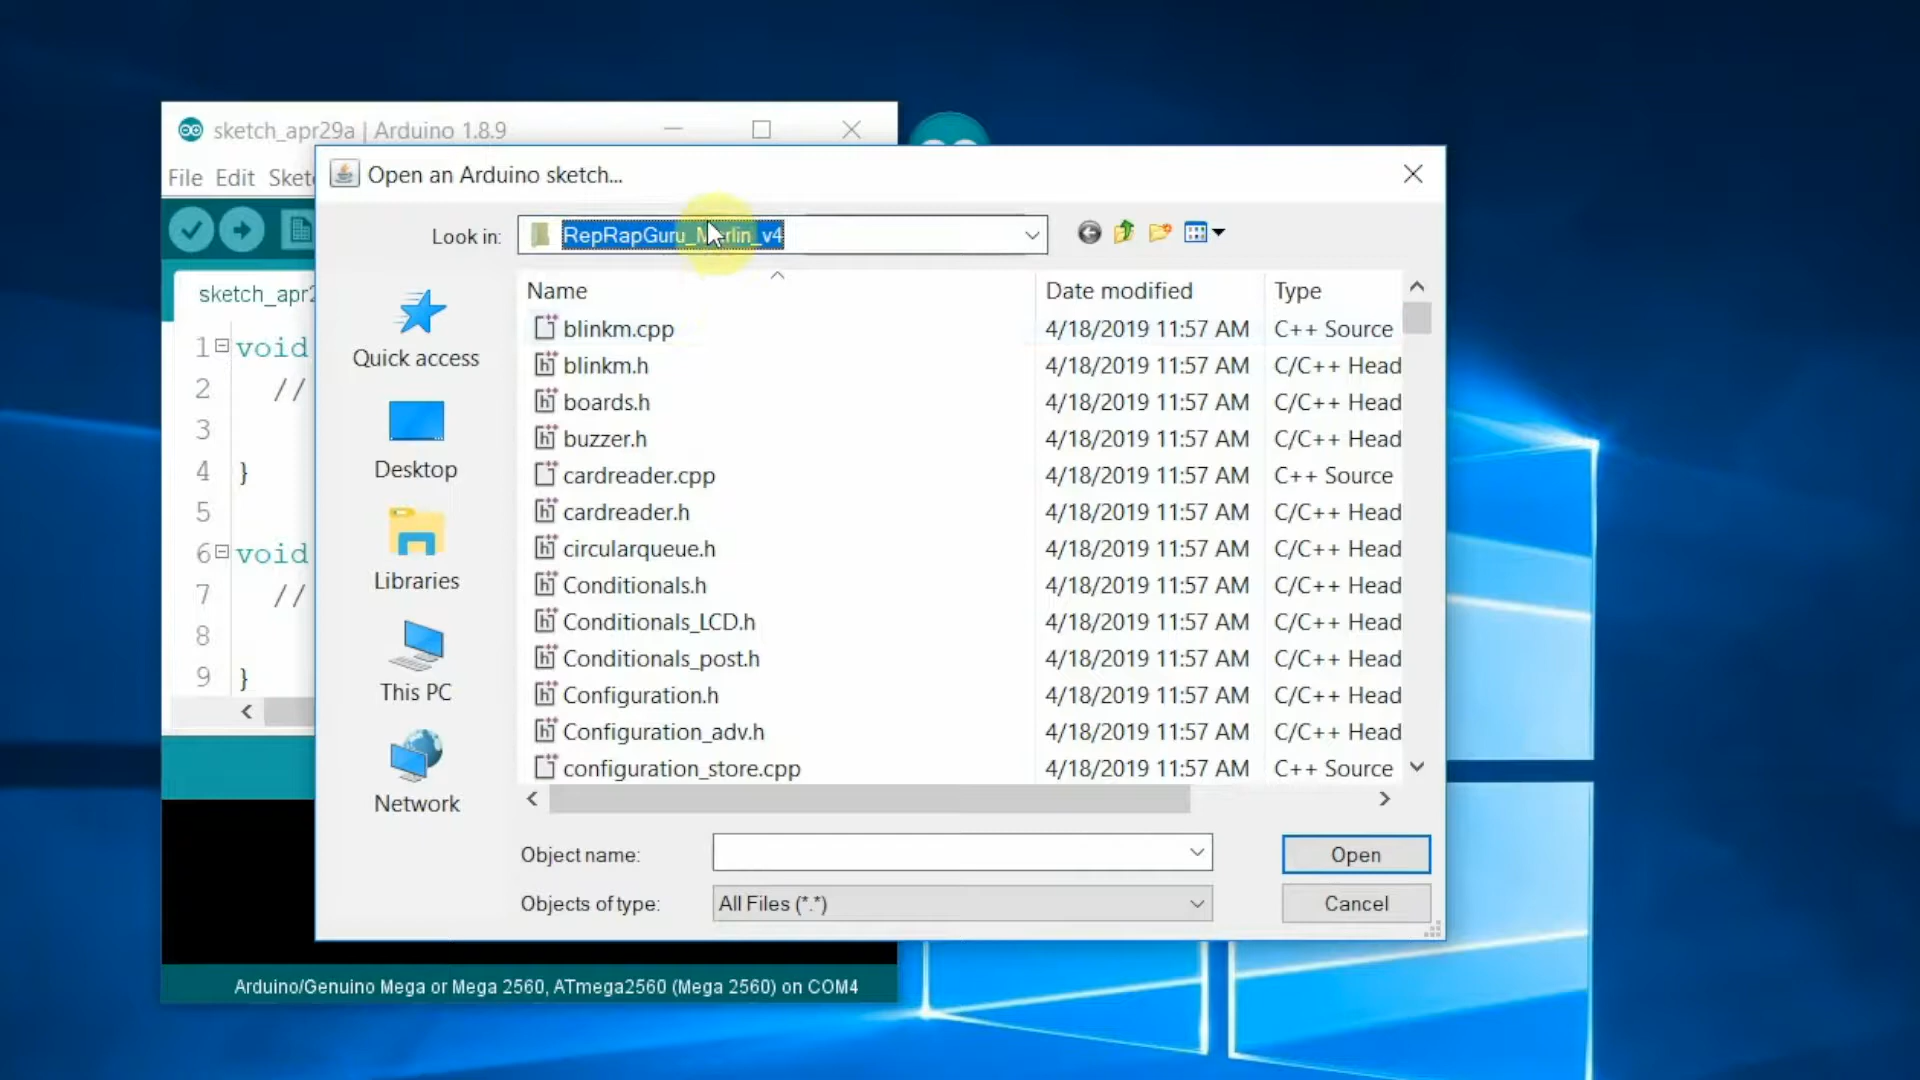 sketch_apr29a | Arduino 1.8.9
File Edit Sket
Open an Arduino sketch...
Look in: RepRapGuru_Merlin_v4
sketch_apr2
1 void
2 //
3
4 }
5
6 void
7 //
8
9 }
Quick access
Desktop
Libraries
This PC
Network
Name Date modified Type
blinkm.cpp 4/18/2019 11:57 AM C++ Source
blinkm.h 4/18/2019 11:57 AM C/C++ Head
boards.h 4/18/2019 11:57 AM C/C++ Head
buzzer.h 4/18/2019 11:57 AM C/C++ Head
cardreader.cpp 4/18/2019 11:57 AM C++ Source
cardreader.h 4/18/2019 11:57 AM C/C++ Head
circularqueue.h 4/18/2019 11:57 AM C/C++ Head
Conditionals.h 4/18/2019 11:57 AM C/C++ Head
Conditionals_LCD.h 4/18/2019 11:57 AM C/C++ Head
Conditionals_post.h 4/18/2019 11:57 AM C/C++ Head
Configuration.h 4/18/2019 11:57 AM C/C++ Head
Configuration_adv.h 4/18/2019 11:57 AM C/C++ Head
configuration_store.cpp 4/18/2019 11:57 AM C++ Source
Object name:
Open
Objects of type: All Files (*.*)
Cancel
Arduino/Genuino Mega or Mega 2560, ATmega2560 (Mega 2560) on COM4